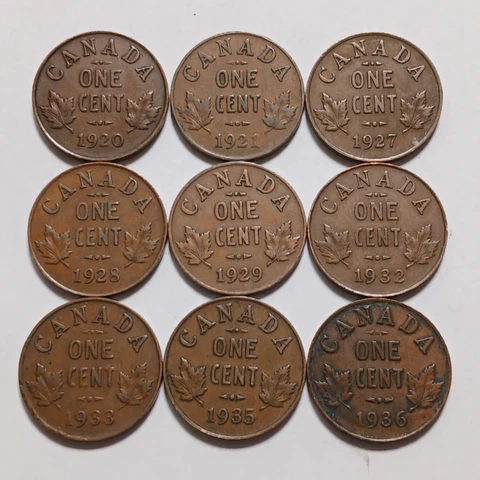 CANADA
ONE
CENT
1920
CANADA
ONE
CENT
1921
CANADA
ONE
CENT
1927
CANADA
ONE
CENT
1928
CANADA
ONE
CENT
1929
CANADA
ONE
CENT
1932
CANADA
ONE
CENT
1933
CANADA
ONE
CENT
1935
CANADA
ONE
CENT
1936